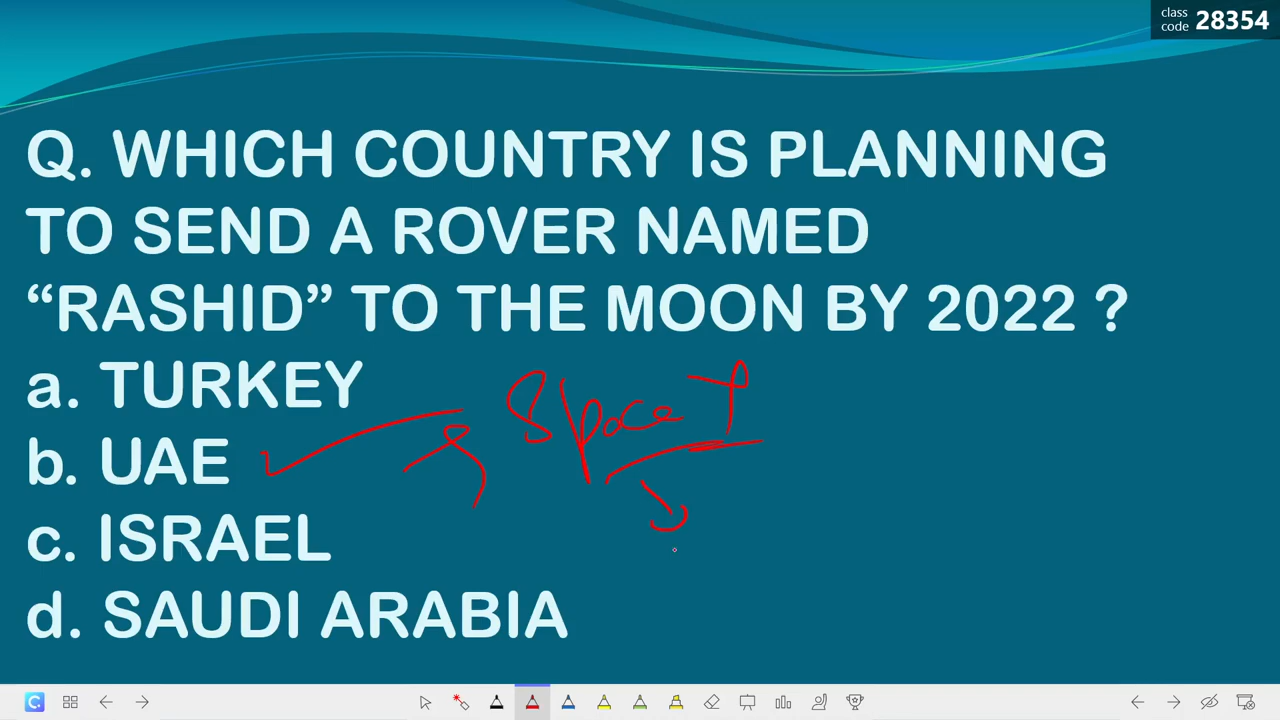 class code 28354
Q. WHICH COUNTRY IS PLANNING
TO SEND A ROVER NAMED
“RASHID” TO THE MOON BY 2022 ?
a. TURKEY
b. UAE
c. ISRAEL
d. SAUDI ARABIA
Space